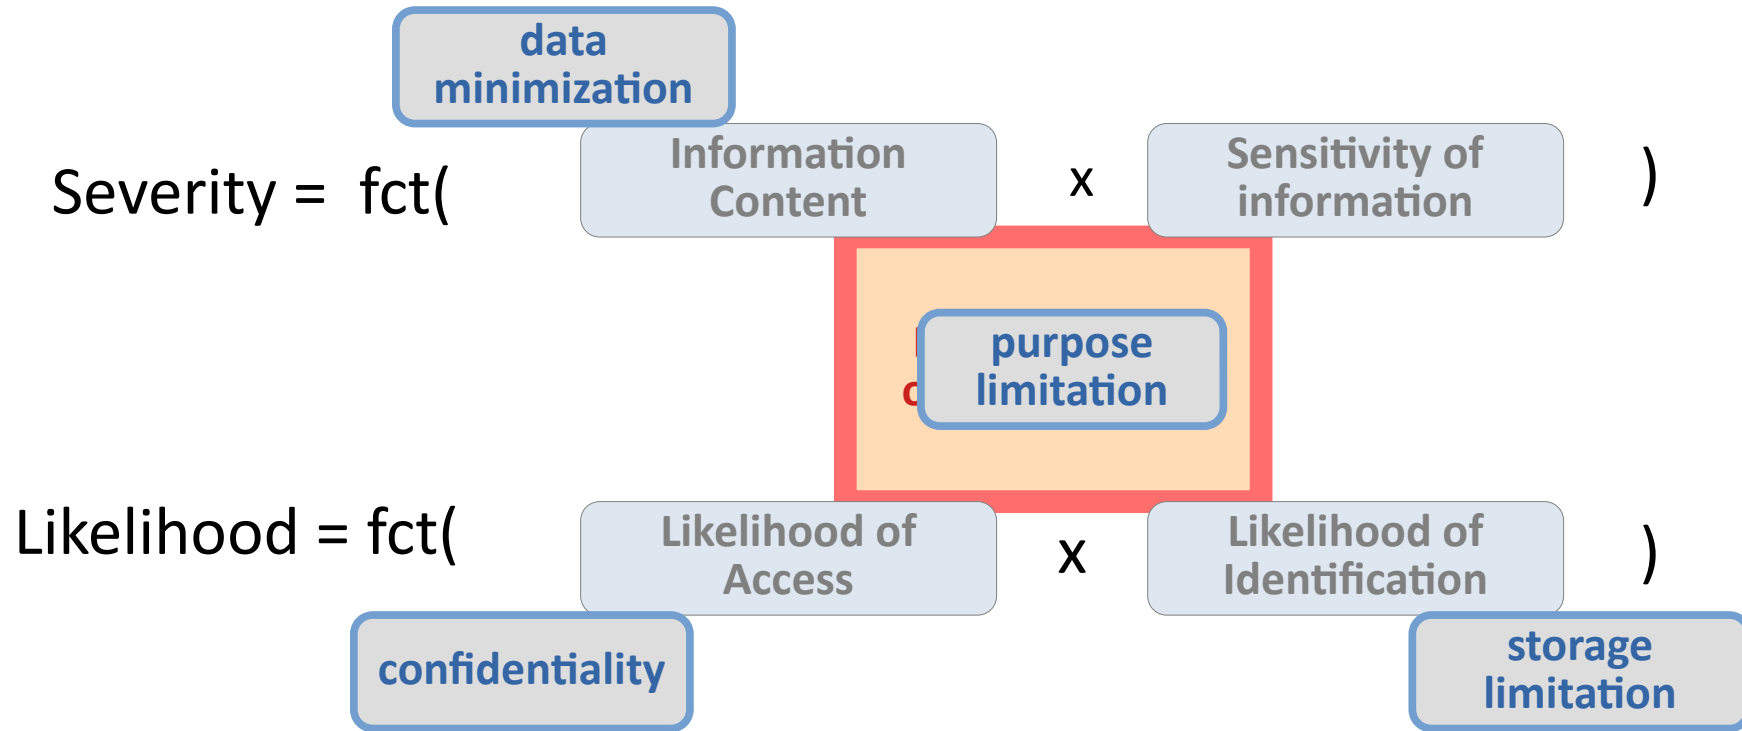 data
minimization
Severity = fct(
Information
Content
x
Sensitivity of
information
)
purpose
limitation
Likelihood = fct(
Likelihood of
Access
x
Likelihood of
Identification
)
confidentiality
storage
limitation